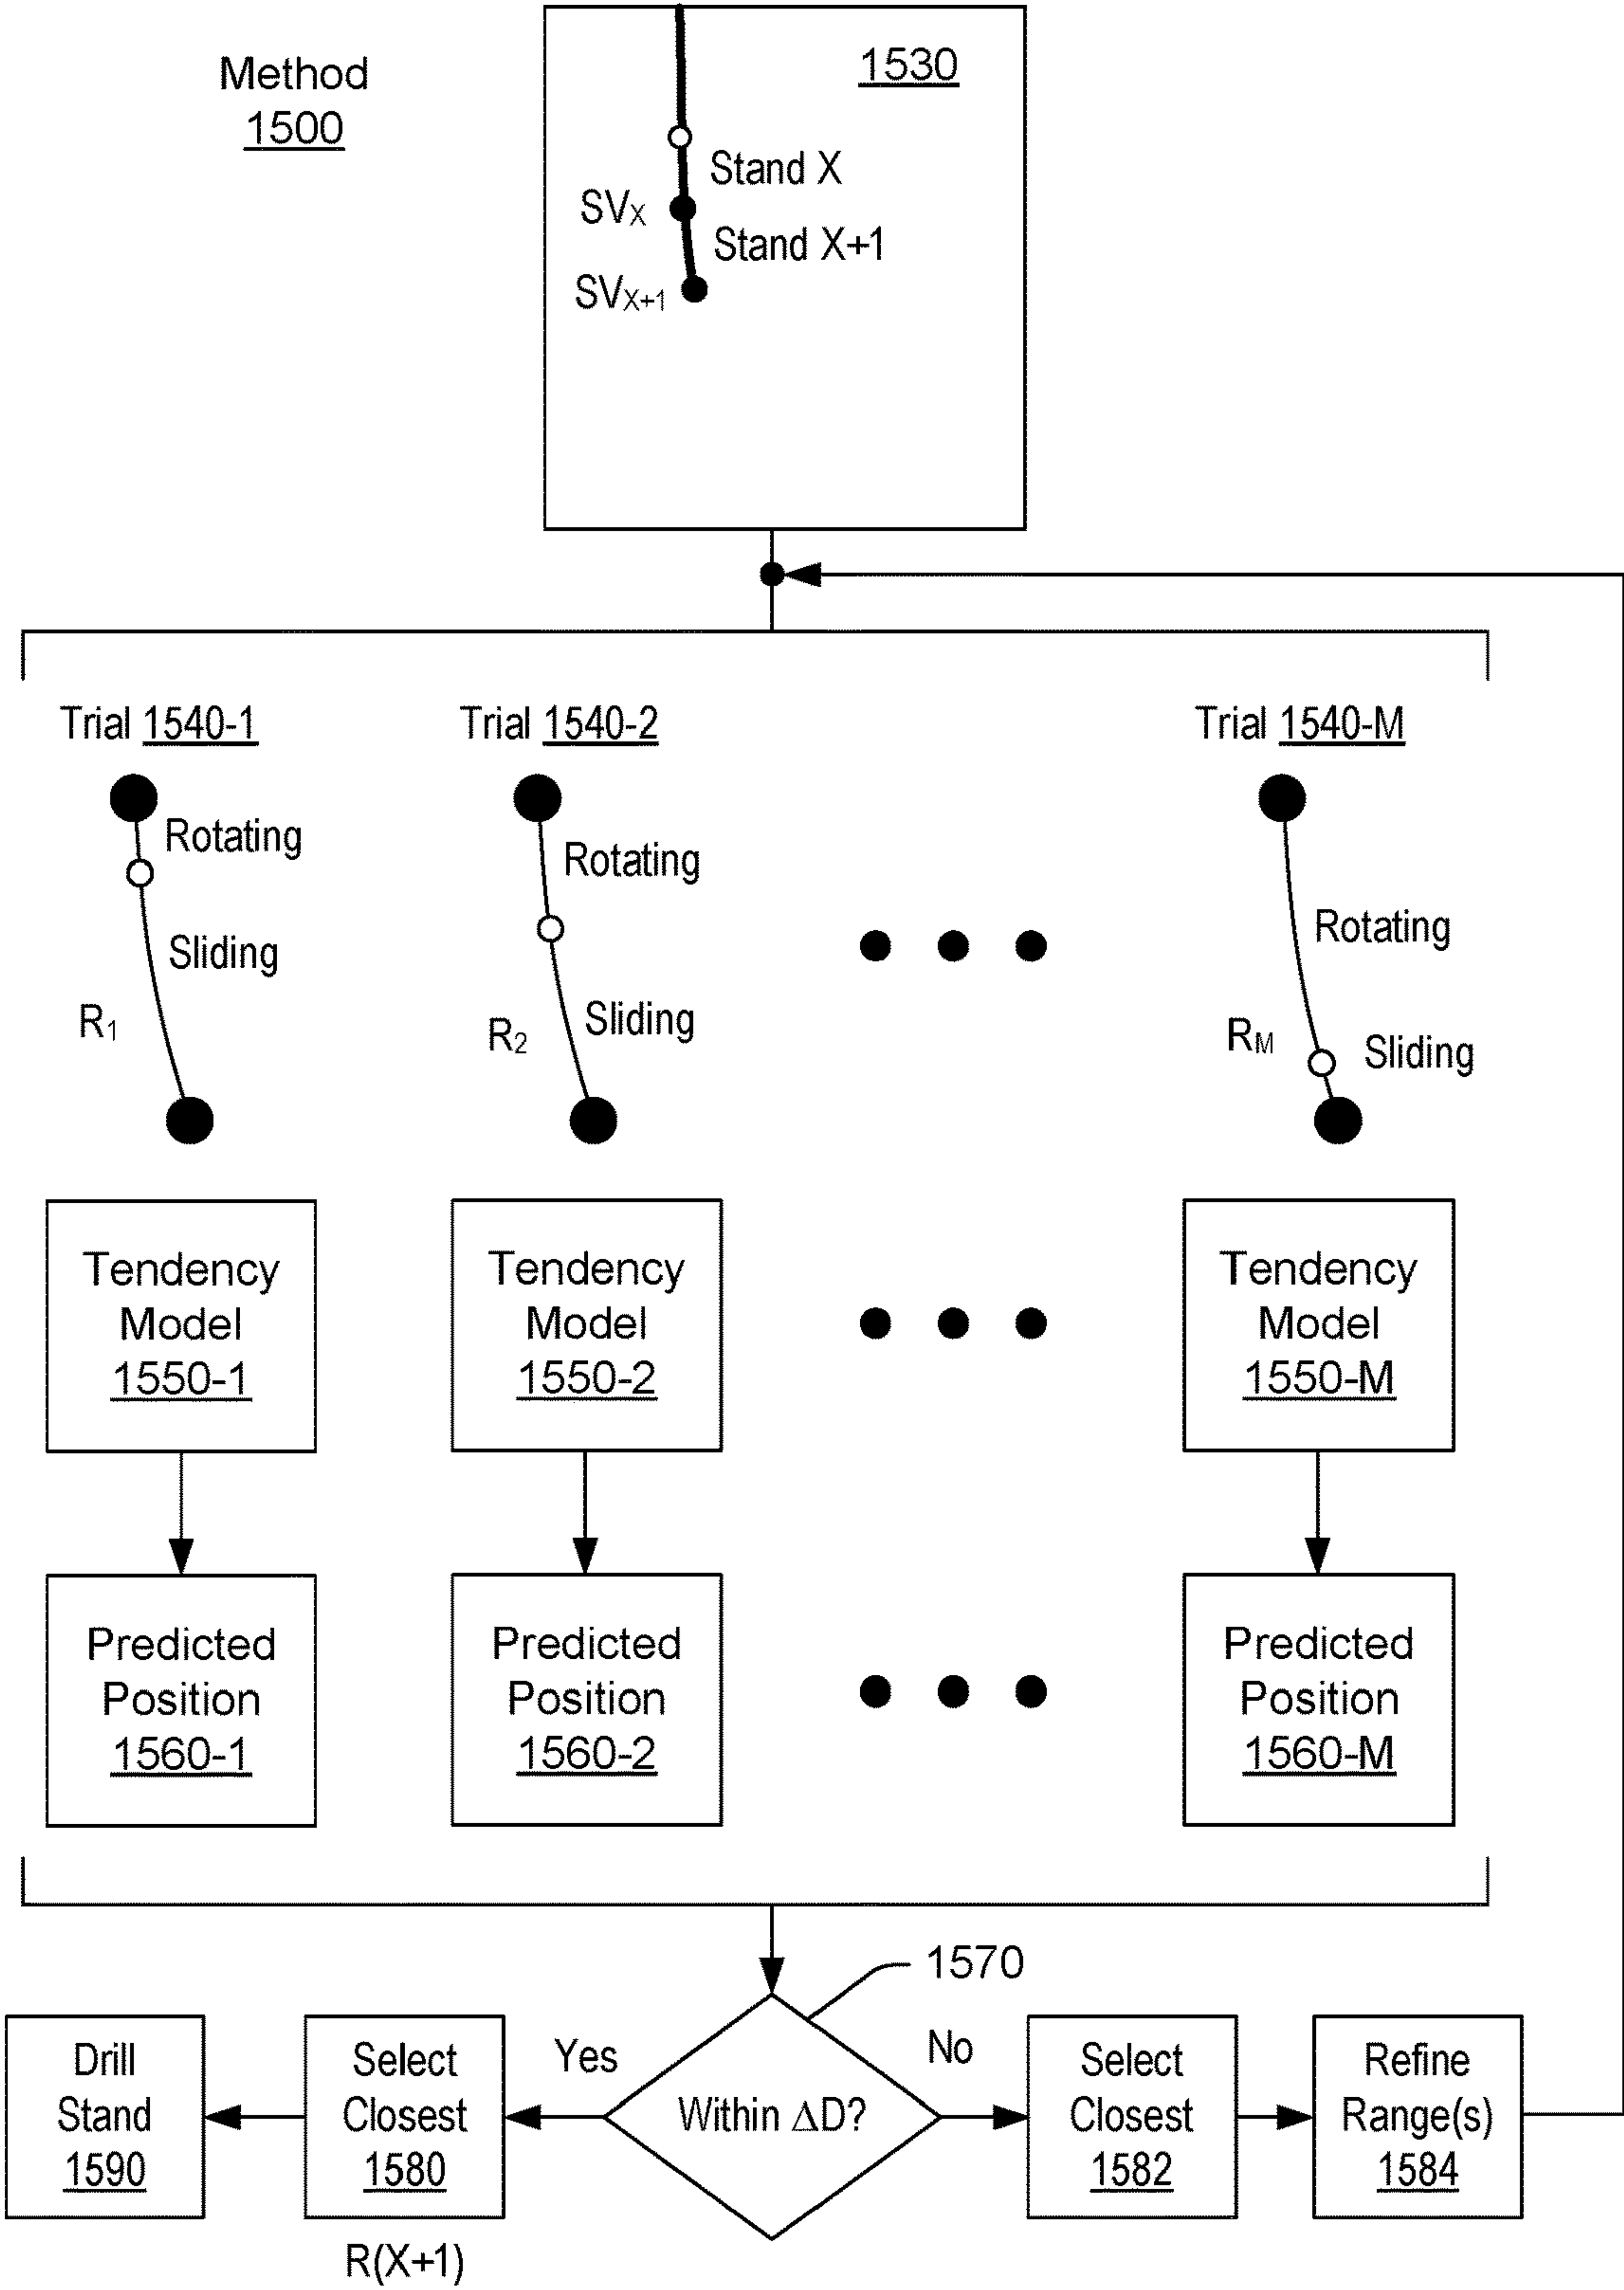 Method
1500
1530
Stand X
SVX
Stand X+1
SVX+1
Trial 1540-1
Trial 1540-2
Trial 1540-M
Rotating
Sliding
R1
Rotating
Sliding
R2
Rotating
Sliding
RM
Tendency
Model
1550-1
Tendency
Model
1550-2
Tendency
Model
1550-M
Predicted
Position
1560-1
Predicted
Position
1560-2
Predicted
Position
1560-M
1570
Drill
Stand
1590
Select
Closest
1580
R(X+1)
Yes
Within ΔD?
No
Select
Closest
1582
Refine
Range(s)
1584